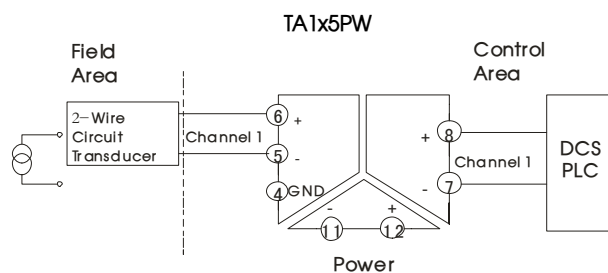 TA1x5PW
Field
Area
Control
Area
2-Wire
Circuit
Transducer
Channel 1
6
+
5
-
4 GND
-
+
11
12
Power
+
8
Channel 1
-
7
DCS
PLC